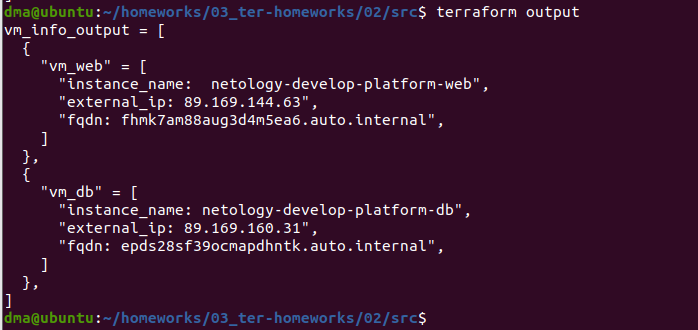 dma@ubuntu:~/homeworks/03_ter-homeworks/02/src$ terraform output
vm_info_output = [
  {
    "vm_web" = [
      "instance_name:  netology-develop-platform-web",
      "external_ip: 89.169.144.63",
      "fqdn: fhmk7am88aug3d4m5ea6.auto.internal",
    ]
  },
  {
    "vm_db" = [
      "instance_name: netology-develop-platform-db",
      "external_ip: 89.169.160.31",
      "fqdn: epds28sf39ocmapdhntk.auto.internal",
    ]
  },
]
dma@ubuntu:~/homeworks/03_ter-homeworks/02/src$